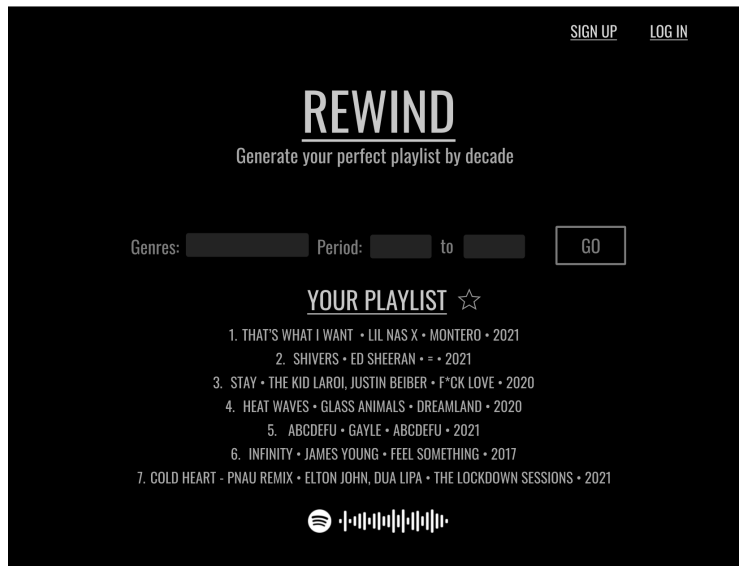 SIGN UP LOG IN
REWIND
Generate your perfect playlist by decade
Genres: Period: to GO
YOUR PLAYLIST ☆
1. THAT'S WHAT I WANT • LIL NAS X • MONTERO • 2021
2. SHIVERS • ED SHEERAN • = • 2021
3. STAY • THE KID LAROI, JUSTIN BEIBER • F*CK LOVE • 2020
4. HEAT WAVES • GLASS ANIMALS • DREAMLAND • 2020
5. ABCDEFU • GAYLE • ABCDEFU • 2021
6. INFINITY • JAMES YOUNG • FEEL SOMETHING • 2017
7. COLD HEART - PNAU REMIX • ELTON JOHN, DUA LIPA • THE LOCKDOWN SESSIONS • 2021